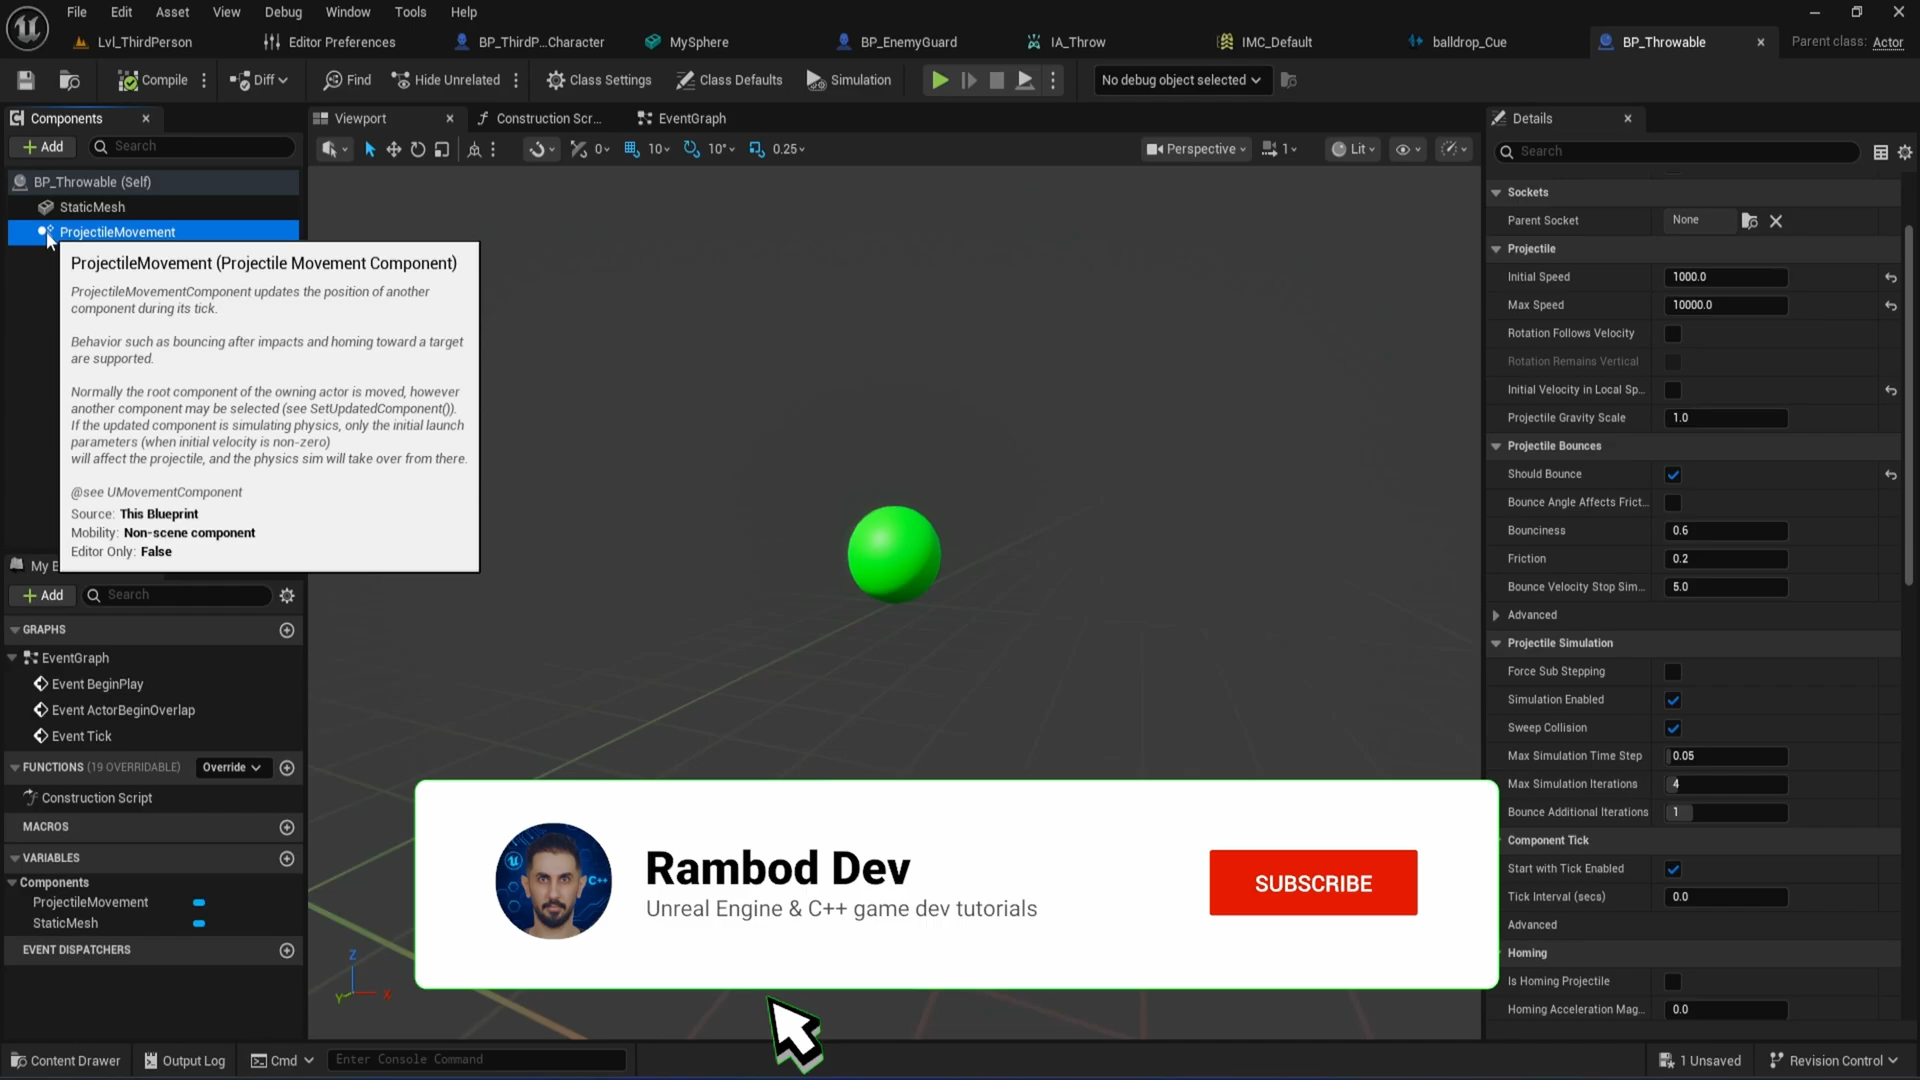 File Edit Asset View Debug Window Tools Help
Lvl_ThirdPerson Editor Preferences BP_ThirdP...Character MySphere BP_EnemyGuard IA_Throw IMC_Default balldrop_Cue BP_Throwable Parent class: Actor
Compile Diff Find Hide Unrelated Class Settings Class Defaults Simulation No debug object selected
Components Viewport Construction Scr... EventGraph Details
Add Search Perspective Lit Search
0 10 10° 0.25 1
BP_Throwable (Self)
StaticMesh
ProjectileMovement
ProjectileMovement (Projectile Movement Component)
ProjectileMovementComponent updates the position of another
component during its tick.
Behavior such as bouncing after impacts and homing toward a target
are supported.
Normally the root component of the owning actor is moved, however
another component may be selected (see SetUpdatedComponent()).
If the updated component is simulating physics, only the initial launch
parameters (when initial velocity is non-zero)
will affect the projectile, and the physics sim will take over from there.
@see UMovementComponent
Source: This Blueprint
Mobility: Non-scene component
Editor Only: False
My
Add Search
GRAPHS
EventGraph
Event BeginPlay
Event ActorBeginOverlap
Event Tick
FUNCTIONS (19 OVERRIDABLE) Override
Construction Script
MACROS
VARIABLES
Components
ProjectileMovement
StaticMesh
EVENT DISPATCHERS
Z
Y X
Rambod Dev
Unreal Engine & C++ game dev tutorials
SUBSCRIBE
C++
Sockets
Parent Socket None
Projectile
Initial Speed 1000.0
Max Speed 10000.0
Rotation Follows Velocity
Rotation Remains Vertical
Initial Velocity in Local Sp...
Projectile Gravity Scale 1.0
Projectile Bounces
Should Bounce
Bounce Angle Affects Frict...
Bounciness 0.6
Friction 0.2
Bounce Velocity Stop Sim... 5.0
Advanced
Projectile Simulation
Force Sub Stepping
Simulation Enabled
Sweep Collision
Max Simulation Time Step 0.05
Max Simulation Iterations 4
Bounce Additional Iterations 1
Component Tick
Start with Tick Enabled
Tick Interval (secs) 0.0
Advanced
Homing
Is Homing Projectile
Homing Acceleration Mag... 0.0
Content Drawer Output Log Cmd Enter Console Command 1 Unsaved Revision Control